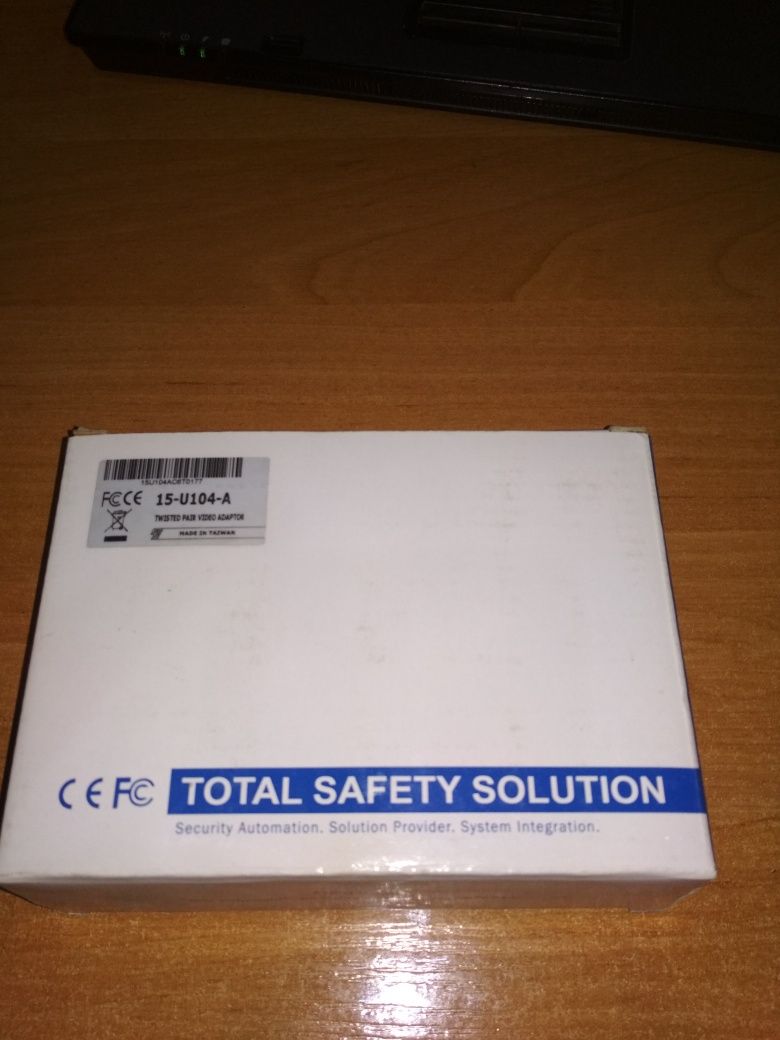 15U104AC6T0177
FC CE 15-U104-A
TWISTED PAIR VIDEO ADAPTOR
MADE IN TAIWAN
CE FC TOTAL SAFETY SOLUTION
Security Automation. Solution Provider. System Integration.